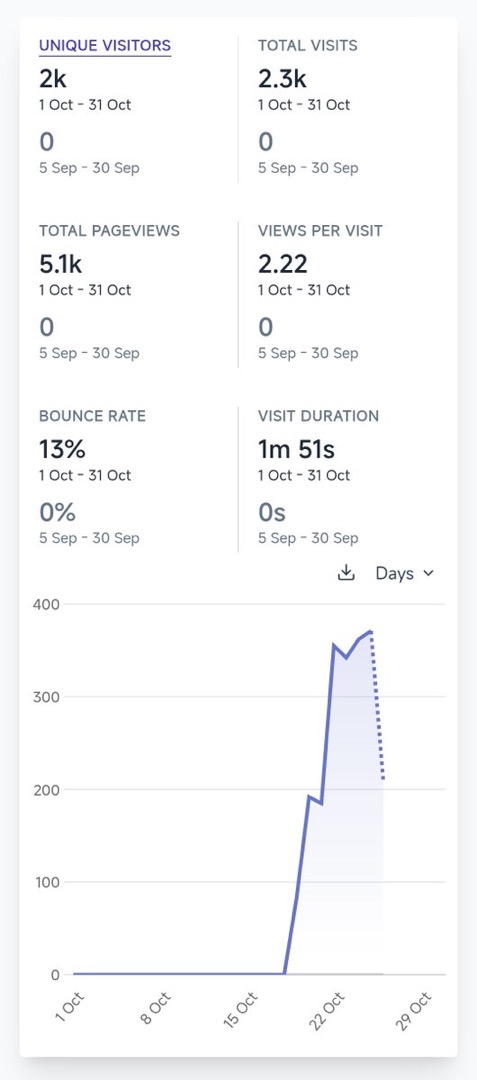 UNIQUE VISITORS
2k
1 Oct - 31 Oct
0
5 Sep - 30 Sep
TOTAL VISITS
2.3k
1 Oct - 31 Oct
0
5 Sep - 30 Sep
TOTAL PAGEVIEWS
5.1k
1 Oct - 31 Oct
0
5 Sep - 30 Sep
VIEWS PER VISIT
2.22
1 Oct - 31 Oct
0
5 Sep - 30 Sep
BOUNCE RATE
13%
1 Oct - 31 Oct
0%
5 Sep - 30 Sep
VISIT DURATION
1m 51s
1 Oct - 31 Oct
0s
5 Sep - 30 Sep
Days
400
300
200
100
0
1 Oct
8 Oct
15 Oct
22 Oct
29 Oct